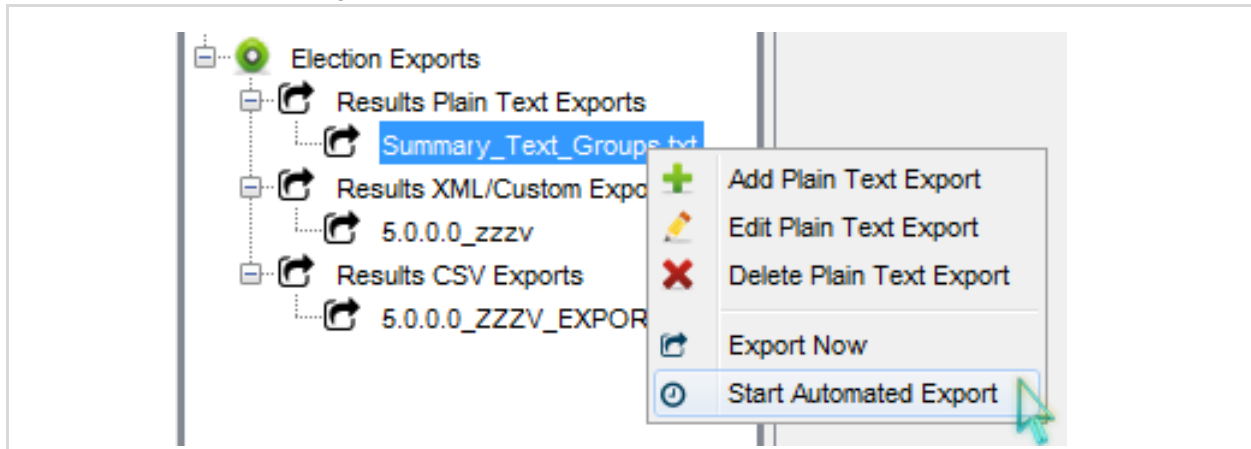 Election Exports
Results Plain Text Exports
Summary_Text_Groups.txt
Add Plain Text Export
Results XML/Custom Expo
Edit Plain Text Export
5.0.0.0_zzzv
Delete Plain Text Export
Results CSV Exports
5.0.0.0_ZZZV_EXPOR
Export Now
Start Automated Export